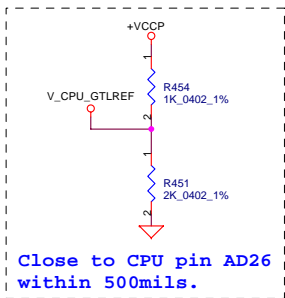 +VCCP
1
R454
1K_0402_1%
V_CPU_GTLREF
2
1
R451
2K_0402_1%
2
Close to CPU pin AD26
within 500mils.